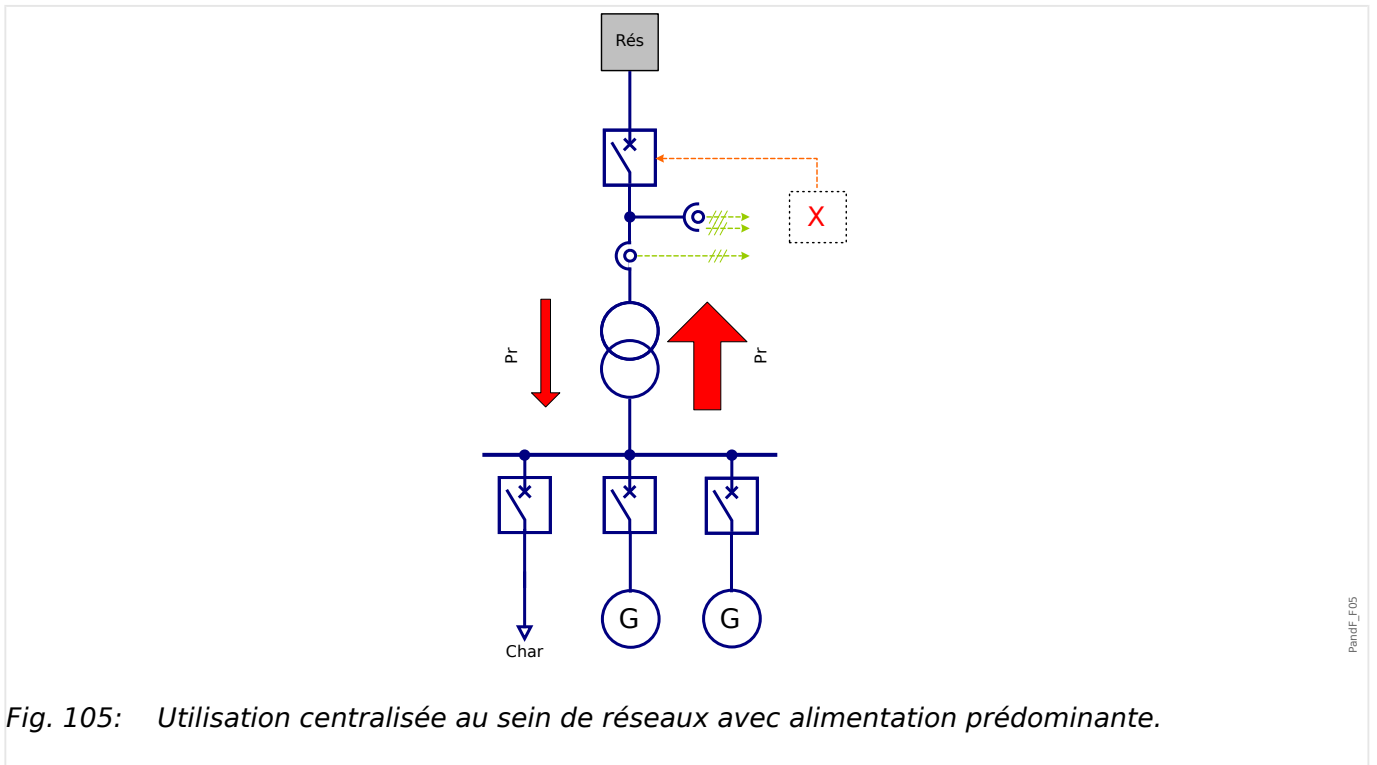 Rés
X
Pr
Pr
G
G
Char
PandF_F05
Fig. 105: Utilisation centralisée au sein de réseaux avec alimentation prédominante.